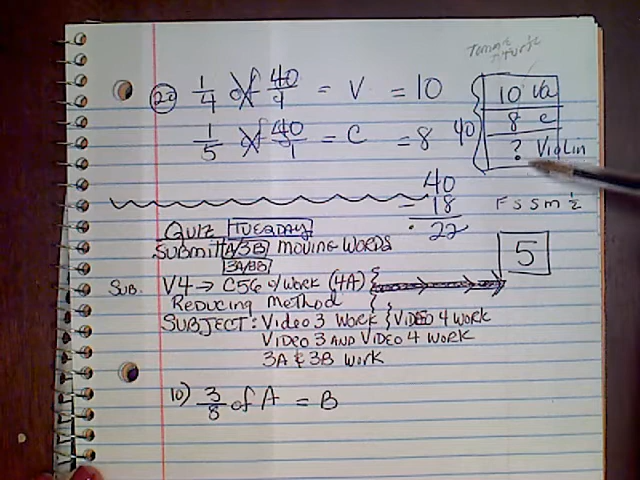 22) 1/4 of 40/1 = V = 10
1/5 of 40/1 = C = 8
40 { 10 Va
8 C
? Violin
40
- 18
22
F S S M 1/2
5
QUIZ TUESDAY
SUBMIT A/3B MOVING WORDS
3A/BB
SUB. V4 → C56 o/work (4A)
REDUCING METHOD
SUBJECT: Video 3 WORK } VIDEO 4 WORK
VIDEO 3 AND VIDEO 4 WORK
3A & 3B WORK
10) 3/8 of A = B